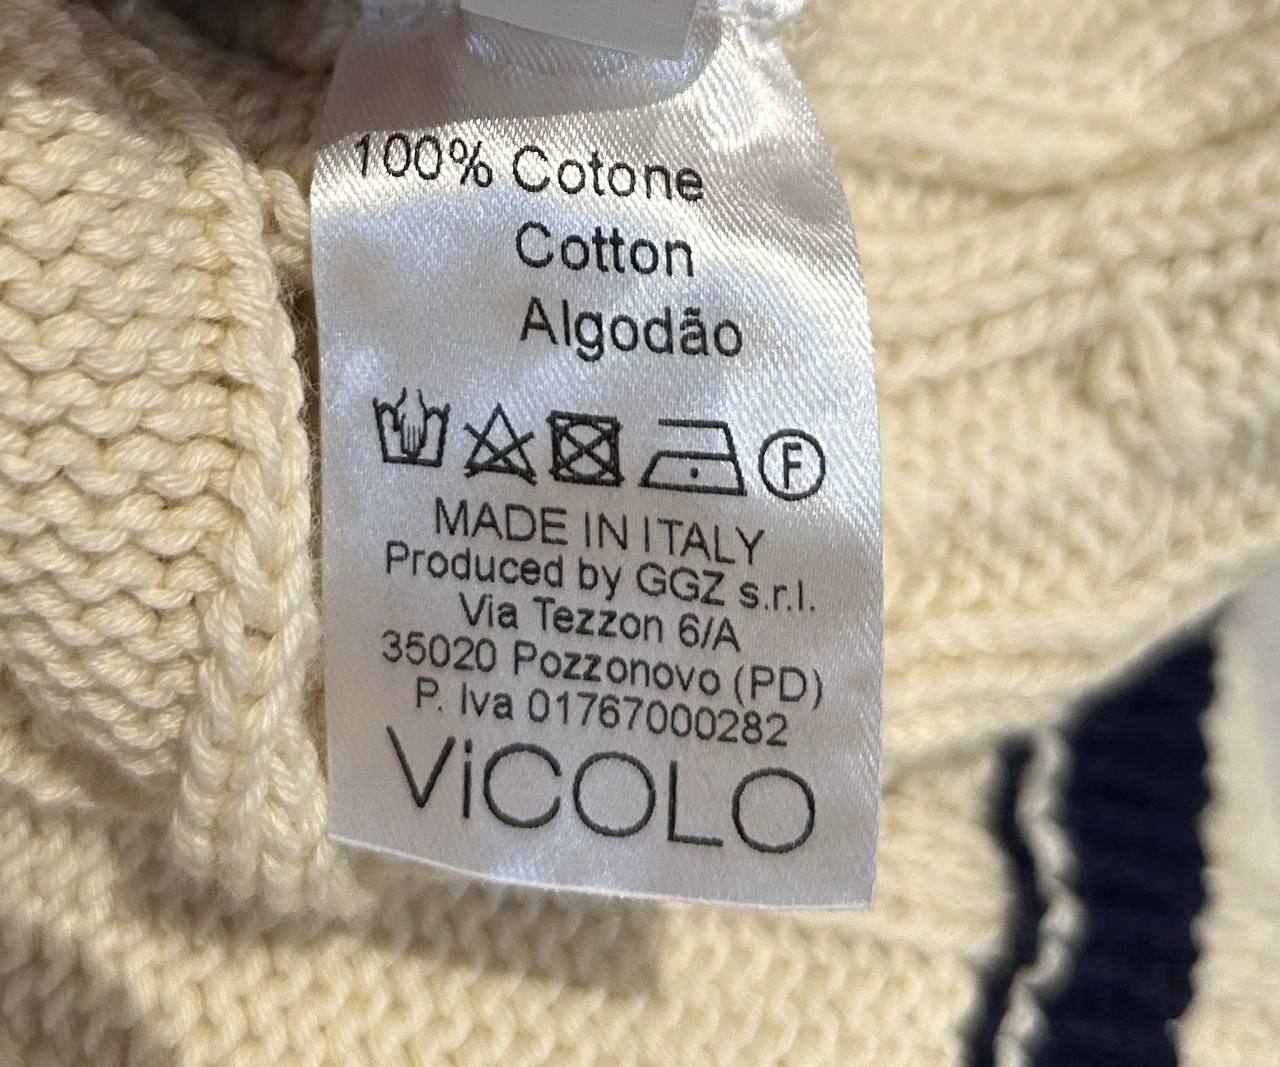 100% Cotone
Cotton
Algodão
F
MADE IN ITALY
Produced by GGZ s.r.l.
Via Tezzon 6/A
35020 Pozzonovo (PD)
P. Iva 01767000282
ViCOLO